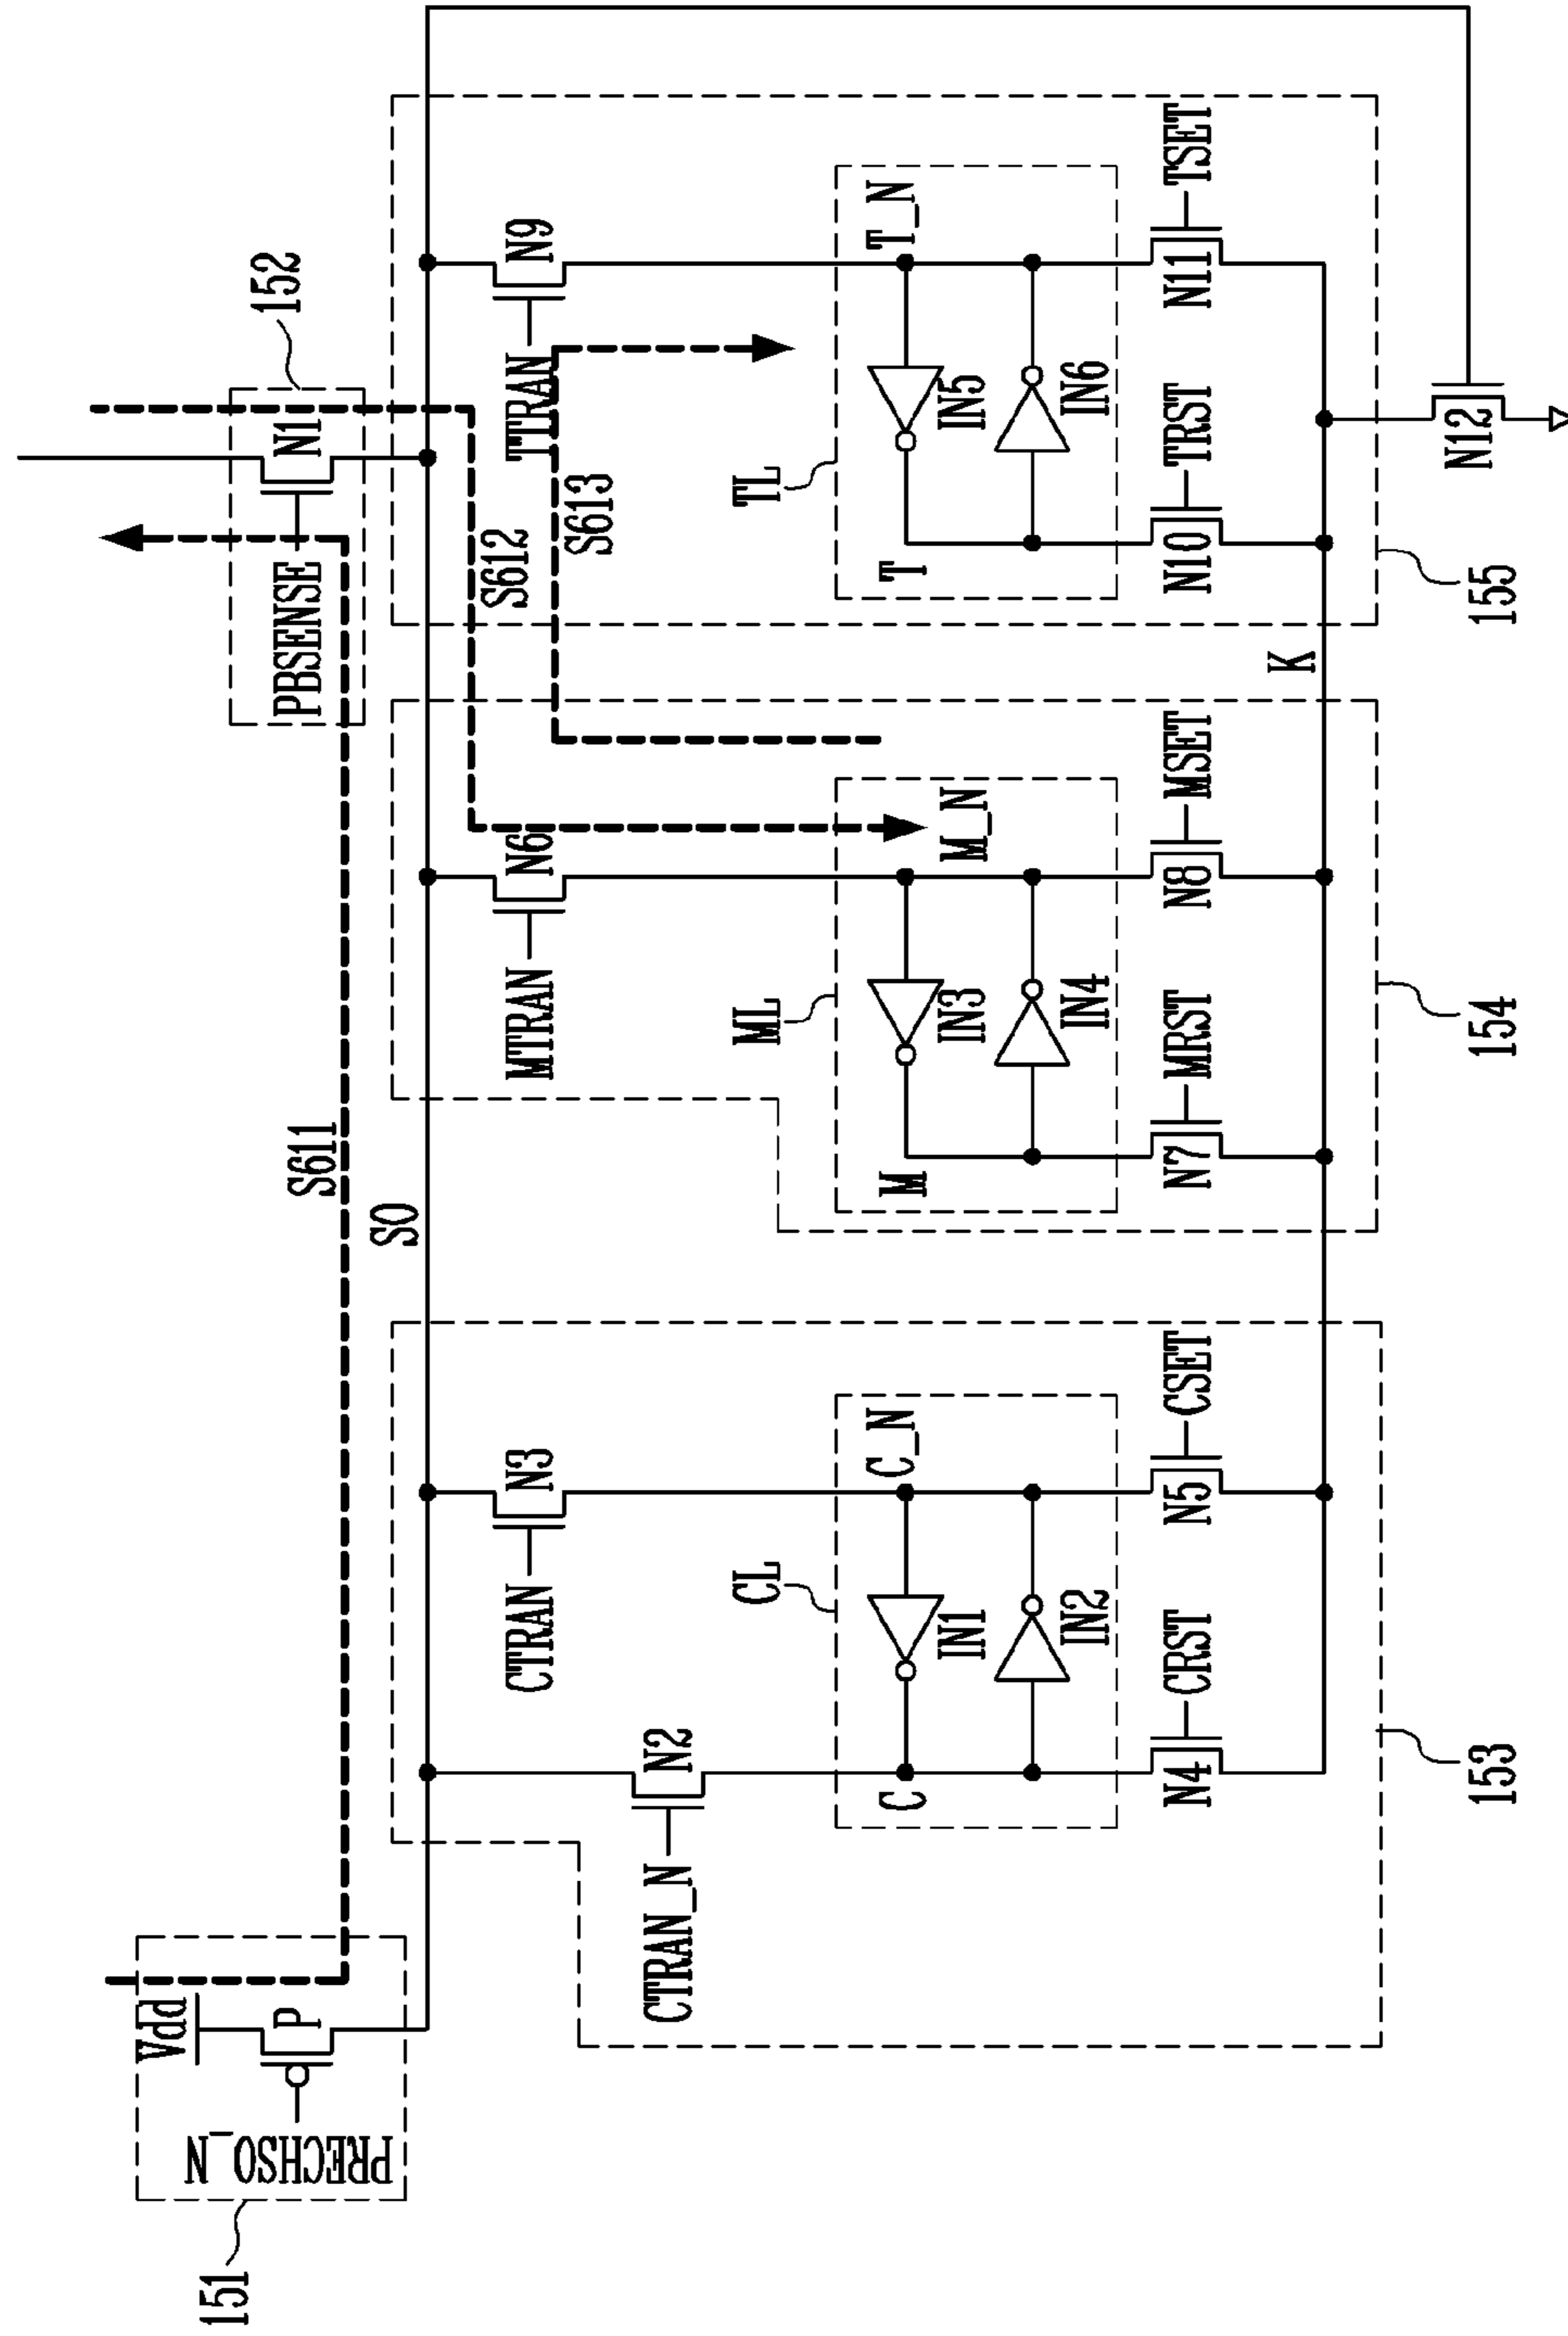 151
PRECHSO_N
Vdd
P
S611
SO
PBSENSE
N1
152
S612
S613
CTRAN_N
N2
CTRAN
N3
MTRAN
N6
TTRAN
N9
CL
C
C_N
IN1
IN2
ML
M
M_N
IN3
IN4
TL
T
T_N
IN5
IN6
N4
CRST
N5
CSET
N7
MRST
N8
MSET
N10
TRST
N11
TSET
K
N12
153
154
155